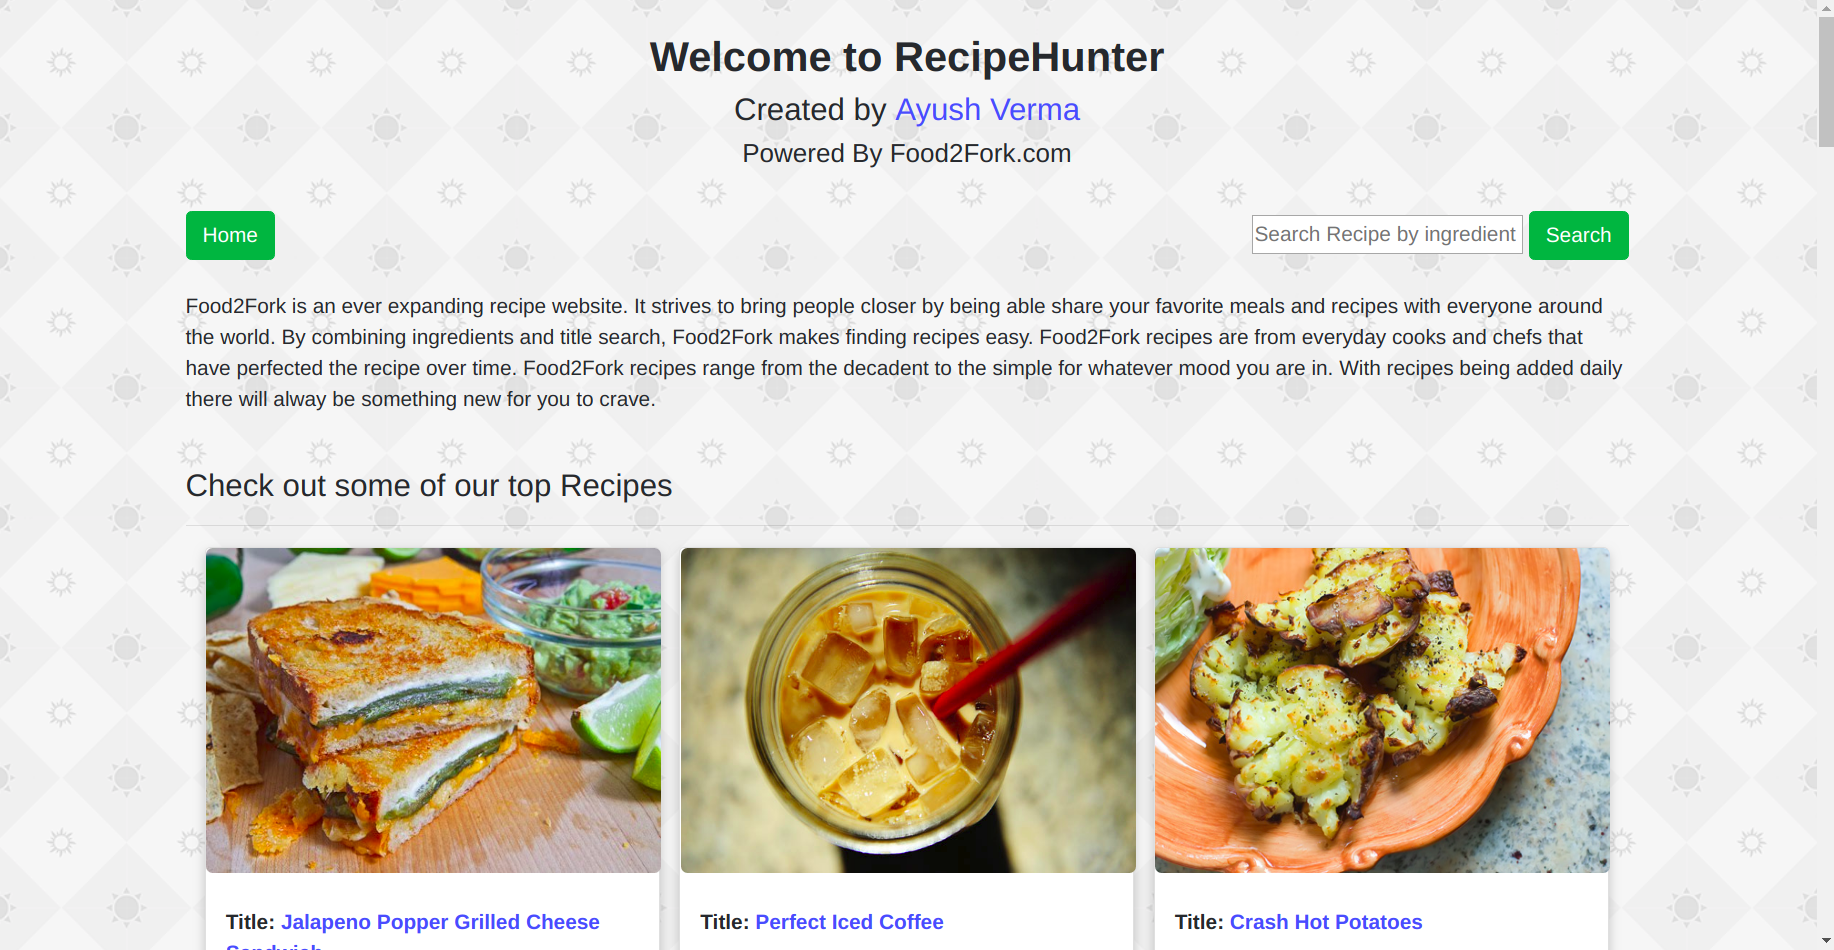 Welcome to RecipeHunter
Created by Ayush Verma
Powered By Food2Fork.com
Home
Search Recipe by ingredient
Search
Food2Fork is an ever expanding recipe website. It strives to bring people closer by being able share your favorite meals and recipes with everyone around
the world. By combining ingredients and title search, Food2Fork makes finding recipes easy. Food2Fork recipes are from everyday cooks and chefs that
have perfected the recipe over time. Food2Fork recipes range from the decadent to the simple for whatever mood you are in. With recipes being added daily
there will alway be something new for you to crave.
Check out some of our top Recipes
Title: Jalapeno Popper Grilled Cheese
Sandwich
Title: Perfect Iced Coffee
Title: Crash Hot Potatoes